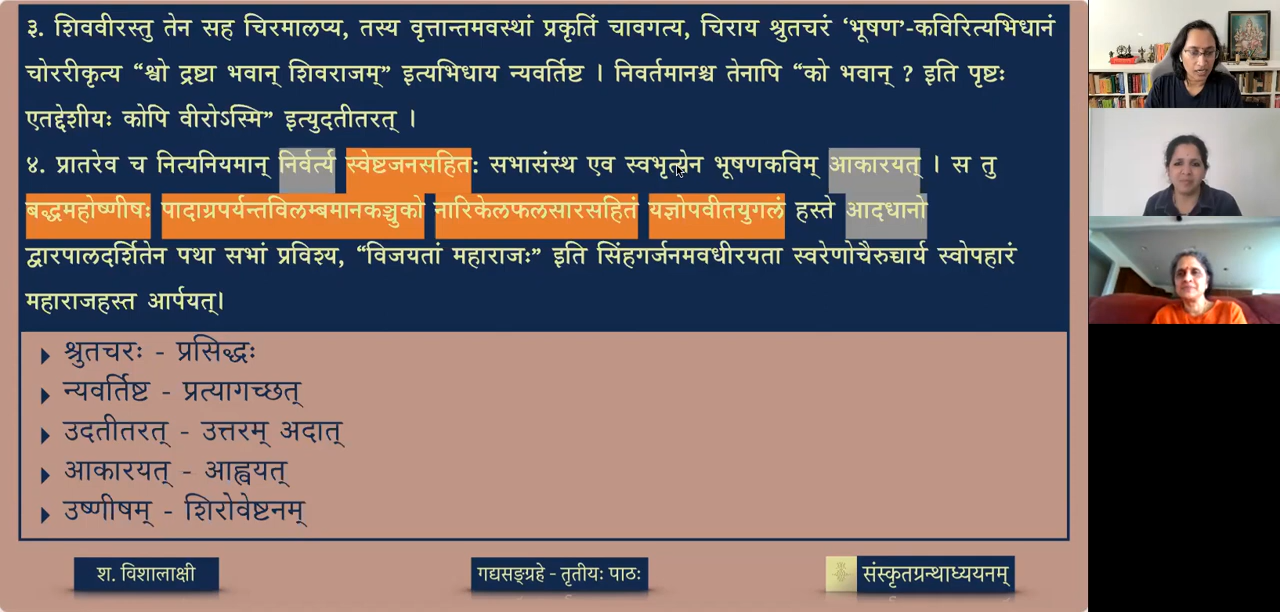 ३. शिववीरस्तु तेन सह चिरमालप्य, तस्य वृत्तान्तमवस्थां प्रकृतिं चावगत्य, चिराय श्रुतचरं ‘भूषण’-कविरित्यभिधानं
चोररीकृत्य “श्वो द्रष्टा भवान् शिवराजम्” इत्यभिधाय न्यवर्तिष्ट । निवर्तमानश्च तेनापि “को भवान् ? इति पृष्टः
एतद्देशीयः कोपि वीरोऽस्मि” इत्युदतीतरत् ।
४. प्रातरेव च नित्यनियमान् निर्वर्त्य स्वेष्टजनसहित: सभासंस्थ एव स्वभृत्येन भूषणकविम् आकारयत् । स तु
बद्धमहोष्णीषः पादाग्रपर्यन्तविलम्बमानकञ्चुको नारिकेलफलसारसहितं यज्ञोपवीतयुगलं हस्ते आदधानो
द्वारपालदर्शितेन पथा सभां प्रविश्य, “विजयतां महाराजः” इति सिंहगर्जनमवधीरयता स्वरेणोचैरुच्चार्य स्वोपहारं
महाराजहस्त आर्पयत्।
श्रुतचरः - प्रसिद्धः
न्यवर्तिष्ट - प्रत्यागच्छत्
उदतीतरत् - उत्तरम् अदात्
आकारयत् - आह्वयत्
उष्णीषम् - शिरोवेष्टनम्
श. विशालाक्षी
गद्यसङ्ग्रहे - तृतीयः पाठः
संस्कृतग्रन्थाध्ययनम्